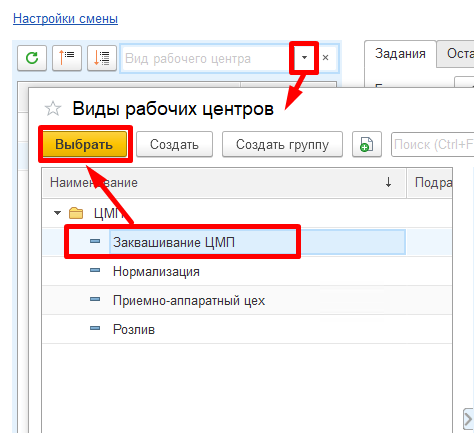 Настройки смены
Вид рабочего центра
Задания
Оста
Виды рабочих центров
Выбрать
Создать
Создать группу
Поиск (Ctrl+F
Наименование
Подра
ЦМП
Заквашивание ЦМП
Нормализация
Приемно-аппаратный цех
Розлив